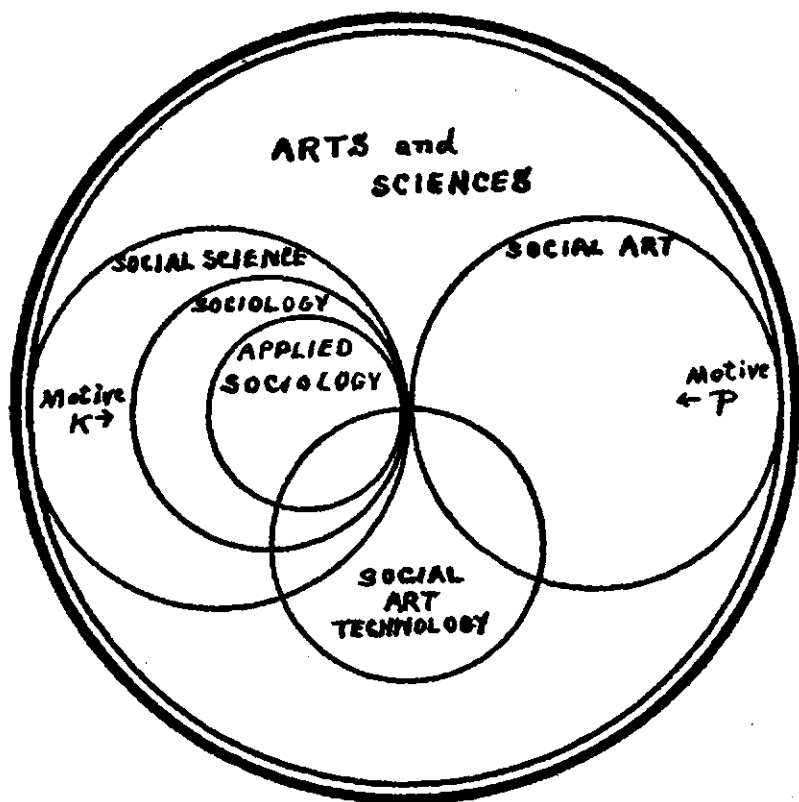 ARTS and
SCIENCES
SOCIAL SCIENCE
SOCIAL ART
SOCIOLOGY
APPLIED
SOCIOLOGY
Motive
K→
Motive
←P
SOCIAL
ART
TECHNOLOGY